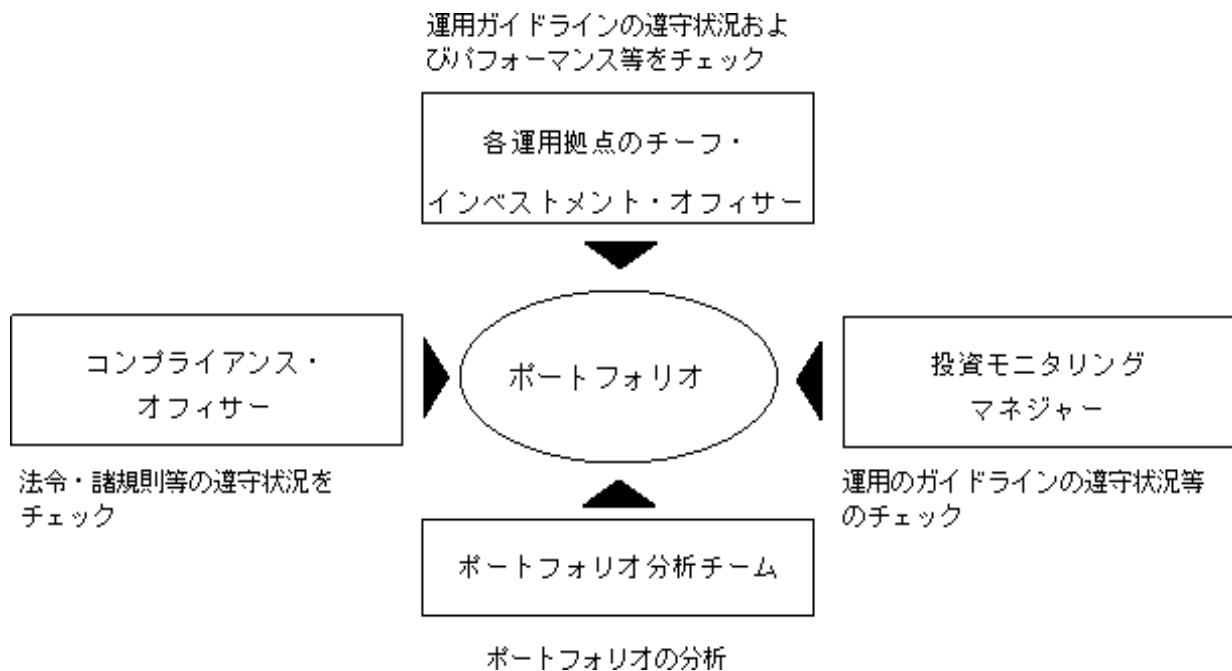 運用ガイドラインの遵守状況およ
びパフォーマンス等をチェック
各運用拠点のチーフ・
インベストメント・オフィサー
コンプライアンス・
オフィサー
ポートフォリオ
投資モニタリング
マネジャー
法令・諸規則等の遵守状況を
チェック
運用のガイドラインの遵守状況等
のチェック
ポートフォリオ分析チーム
ポートフォリオの分析